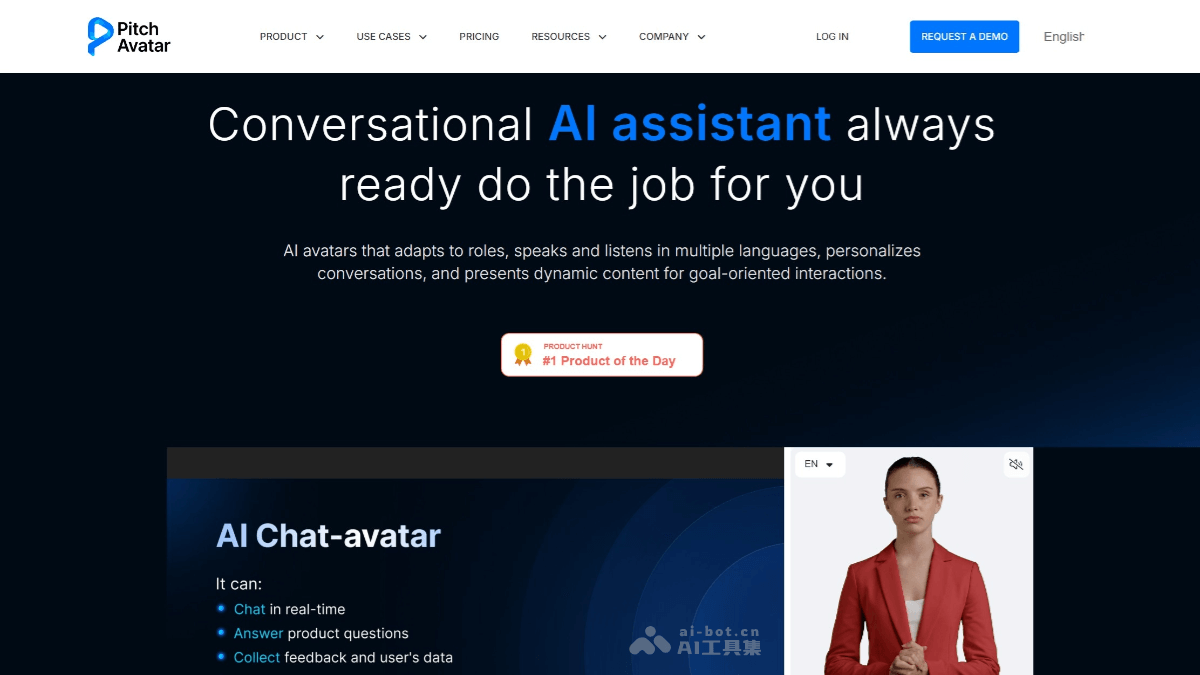 Pitch
Avatar
PRODUCT
USE CASES
PRICING
RESOURCES
COMPANY
LOG IN
REQUEST A DEMO
English
Conversational AI assistant always
ready do the job for you
AI avatars that adapts to roles, speaks and listens in multiple languages, personalizes
conversations, and presents dynamic content for goal-oriented interactions.
1
PRODUCT HUNT
#1 Product of the Day
EN
AI Chat-avatar
It can:
Chat in real-time
Answer product questions
Collect feedback and user's data
ai-bot.cn
AI工具集